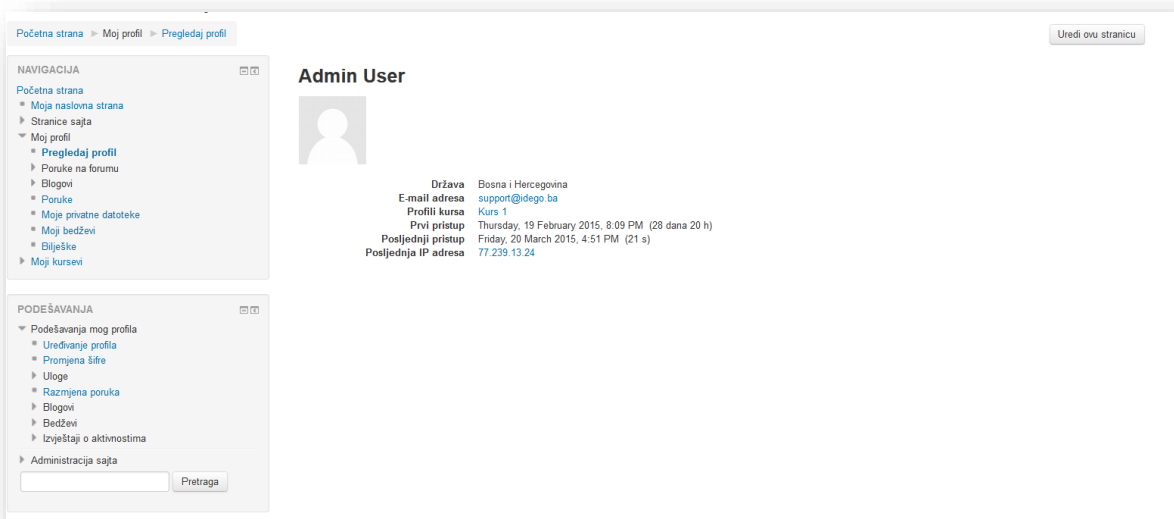 Početna strana ► Moj profil ► Pregledaj profil
Uredi ovu stranicu
NAVIGACIJA
Početna strana
Moja naslovna strana
Stranice sajta
Moj profil
Pregledaj profil
Poruke na forumu
Blogovi
Poruke
Moje privatne datoteke
Moji bedževi
Bilješke
Moji kursevi
PODEŠAVANJA
Podešavanja mog profila
Uređivanje profila
Promjena šifre
Uloge
Razmjena poruka
Blogovi
Bedževi
Izvještaji o aktivnostima
Administracija sajta
Pretraga
Admin User
Država Bosna i Hercegovina
E-mail adresa support@idego.ba
Profili kursa Kurs 1
Prvi pristup Thursday, 19 February 2015, 8:09 PM (28 dana 20 h)
Posljednji pristup Friday, 20 March 2015, 4:51 PM (21 s)
Posljednja IP adresa 77.239.13.24